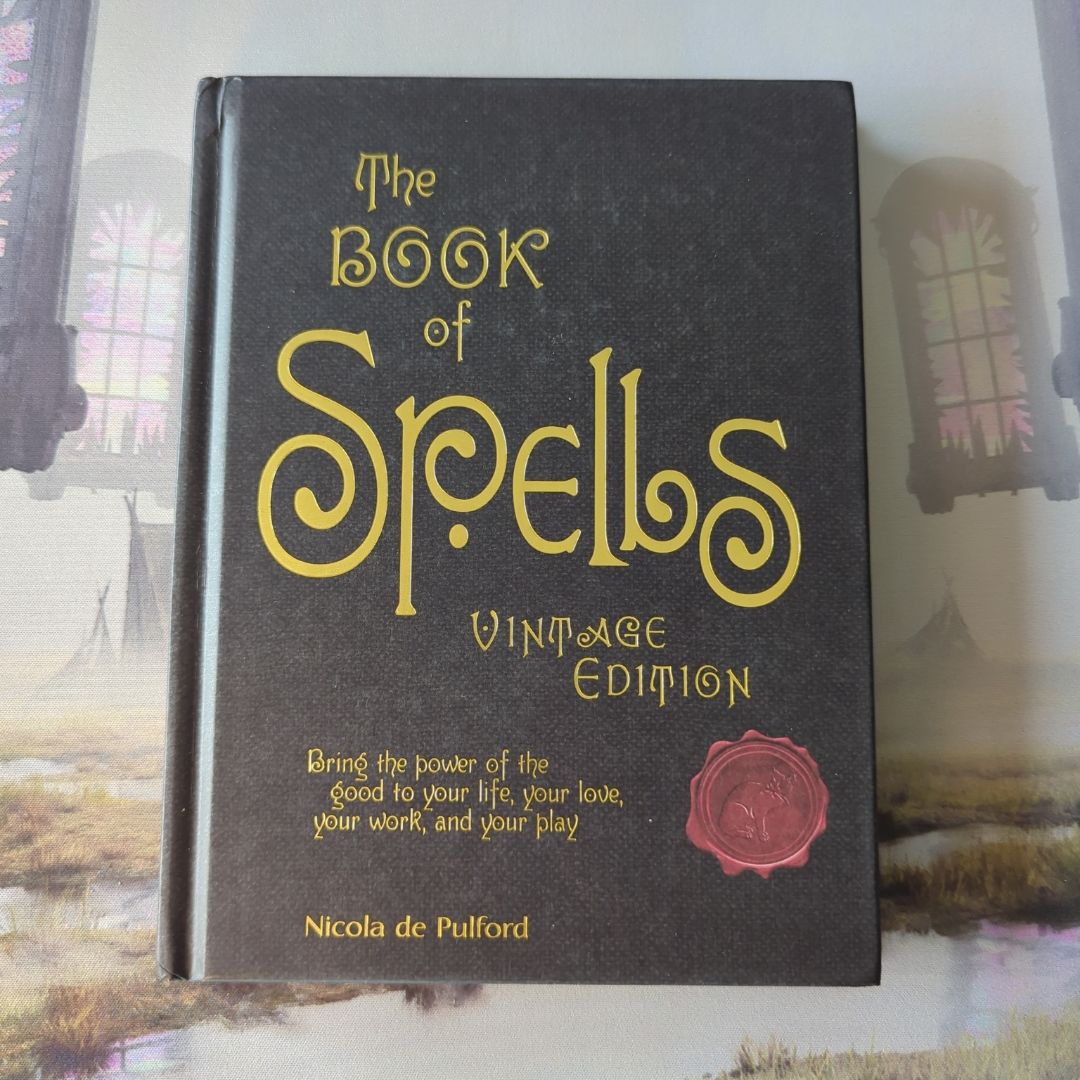 The
BOOK
of
Spells
VINTAGE
EDITION
Bring the power of the
good to your life, your love,
your work, and your play
Nicola de Pulford